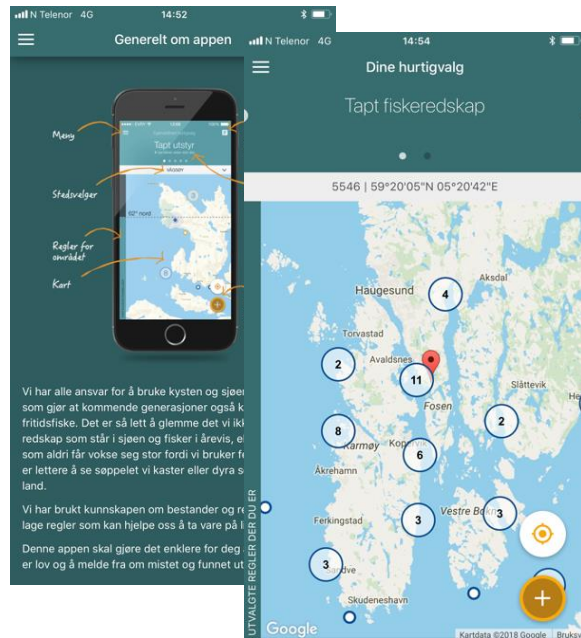 N Telenor 4G 14:52
Generelt om appen
Meny
Tapt utstyr
Stedsvelger
62° nord
Regler for
området
Kart
Vi har alle ansvar for å bruke kysten og sjøen
som gjør at kommende generasjoner også k
fritidsfiske. Det er så lett å glemme det vi ikk
redskap som står i sjøen og fisker i årevis, el
som aldri får vokse seg stor fordi vi bruker fe
er lettere å se søppelet vi kaster eller dyra s
land.
Vi har brukt kunnskapen om bestander og re
lage regler som kan hjelpe oss å ta vare på li
Denne appen skal gjøre det enklere for deg
er lov og å melde fra om mistet og funnet ut
N Telenor 4G 14:54
Dine hurtigvalg
Tapt fiskeredskap
5546 | 59°20'05"N 05°20'42"E
Aksdal
Haugesund 4
Torvastad
2 Avaldsnes
11 Slåttevik
Fosen
2
8
Karmøy
6
Åkrehamn
Ferkingstad 3 Vestre Bokn 3
3
Skudeneshavn
UTVALGTE REGLER DER DU ER
+
Google Kartdata ©2018 Google